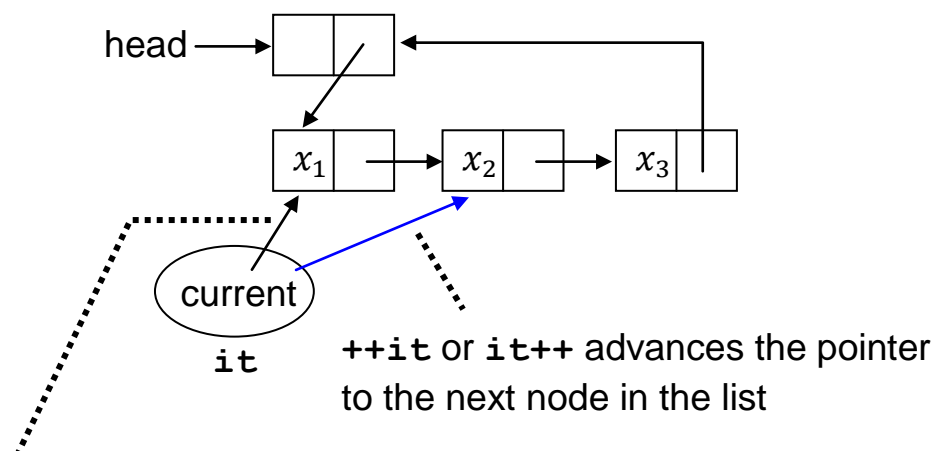 head
x₁ x₂ x₃
current
it
++it or it++ advances the pointer
to the next node in the list